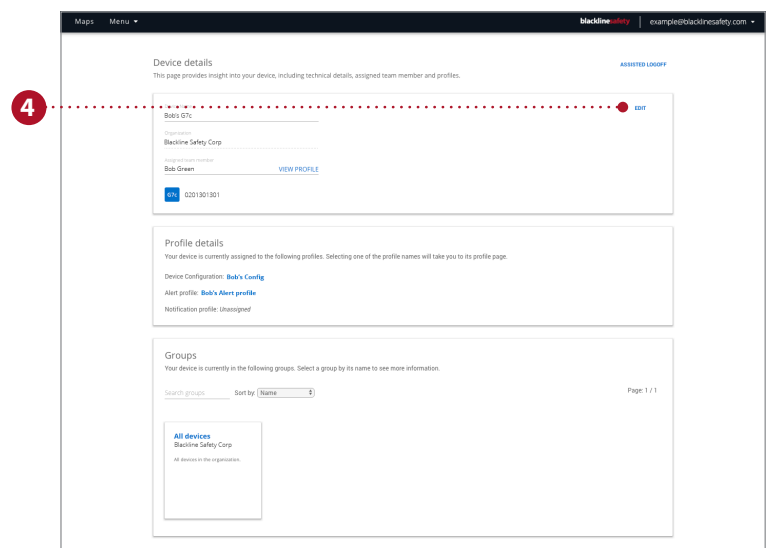 Maps Menu blacklinesafety example@blacklinesafety.com
Device details
ASSISTED LOGOFF
This page provides insight into your device, including technical details, assigned team member and profiles.
4
EDIT
Bob's G7c
Organization
Blackline Safety Corp
Assigned team member
Bob Green VIEW PROFILE
G7c 0201301301
Profile details
Your device is currently assigned to the following profiles. Selecting one of the profile names will take you to its profile page.
Device Configuration: Bob's Config
Alert profile: Bob's Alert profile
Notification profile: Unassigned
Groups
Your device is currently in the following groups. Select a group by its name to see more information.
Search groups Sort by: Name Page: 1 / 1
All devices
Blackline Safety Corp
All devices in the organization.